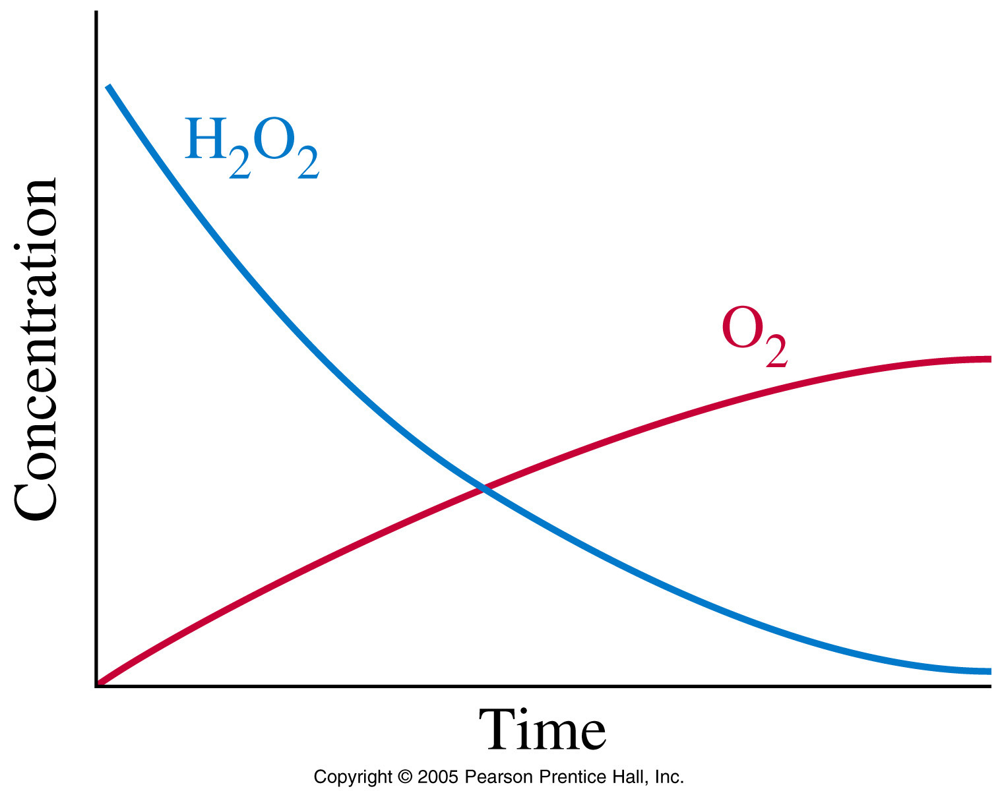 Concentration
H₂O₂
O₂
Time
Copyright © 2005 Pearson Prentice Hall, Inc.